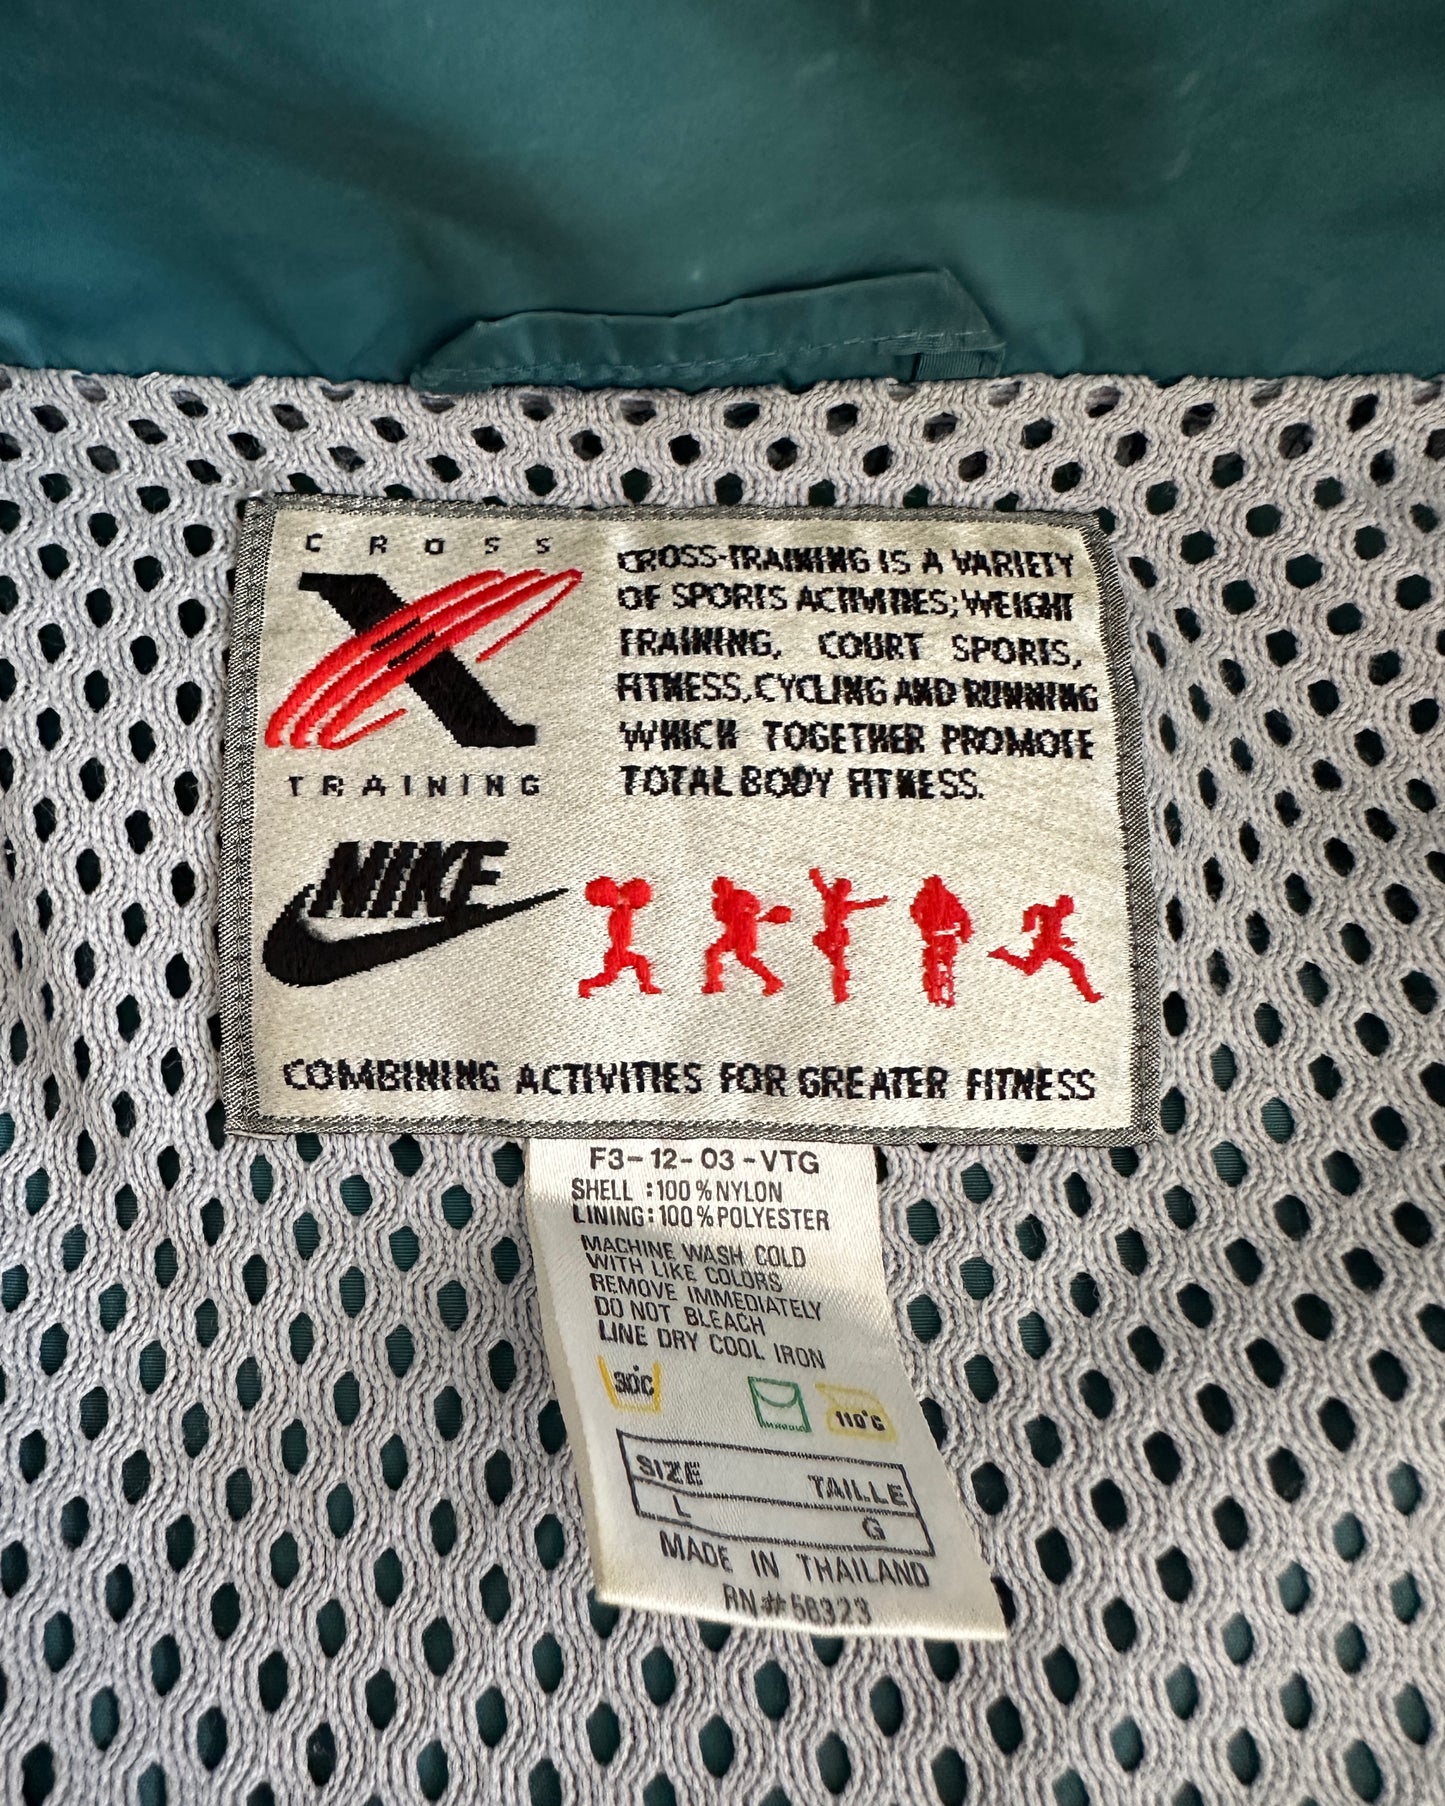 CROSS
X
TRAINING
CROSS-TRAINING IS A VARIETY
OF SPORTS ACTIVITIES; WEIGHT
TRAINING, COURT SPORTS,
FITNESS, CYCLING AND RUNNING
WHICH TOGETHER PROMOTE
TOTAL BODY FITNESS.
NIKE
COMBINING ACTIVITIES FOR GREATER FITNESS
F3-12-03-VTG
SHELL :100%NYLON
LINING:100%POLYESTER
MACHINE WASH COLD
WITH LIKE COLORS
REMOVE IMMEDIATELY
DO NOT BLEACH
LINE DRY COOL IRON
30°C
110°C
SIZE TAILLE
L G
MADE IN THAILAND
RN#56323